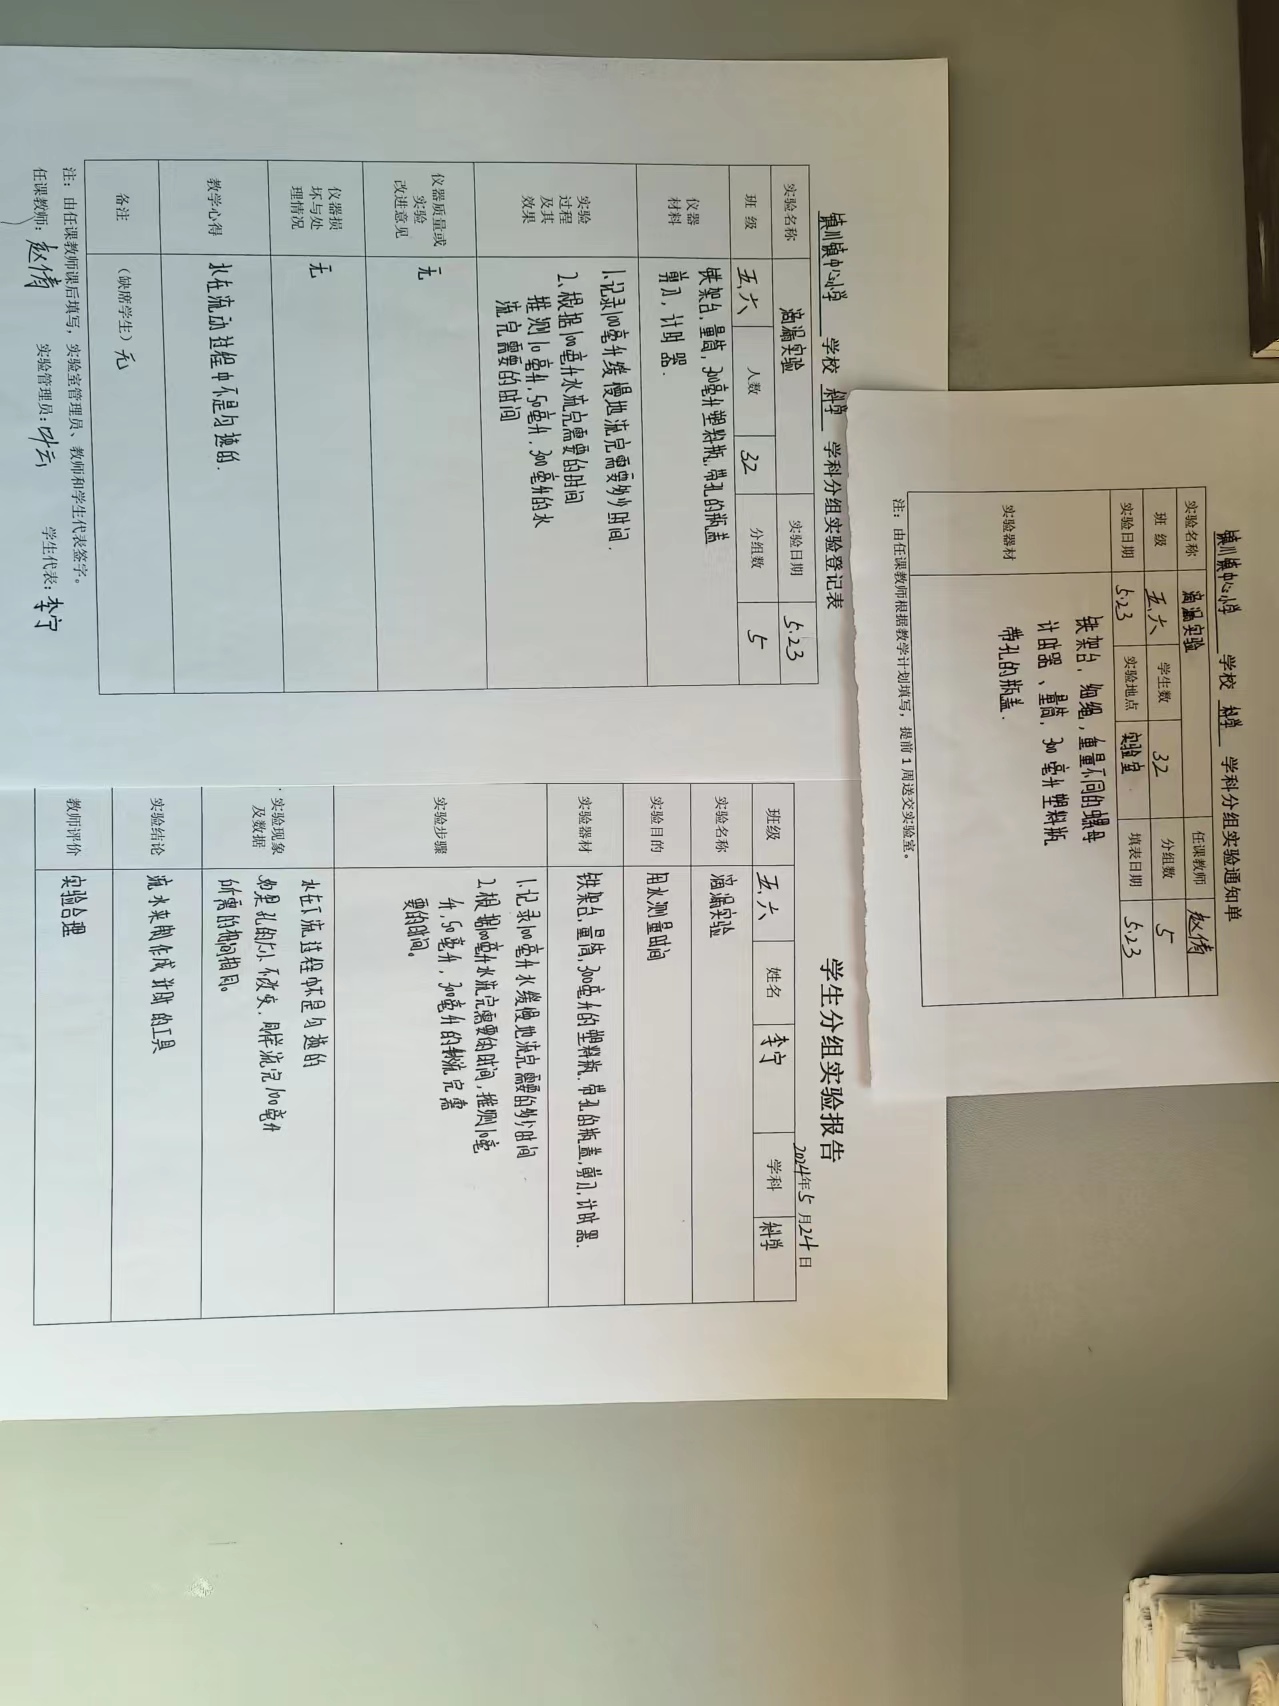 镇川镇中心小学 学校 科学 学科分组实验通知单
实验名称 滴漏实验 任课教师 赵倩
班 级 五、六 学生数 32 分组数 5
实验日期 5.23 实验地点 实验室 填表日期 5.23
实验器材
铁架台，细绳，重量不同的螺母
计时器、量筒，300毫升塑料瓶
带孔的瓶盖．
注：由任课教师根据教学计划填写，提前1周送交实验室。
镇川镇中心小学 学校 科学 学科分组实验登记表
实验名称 滴漏实验 实验日期 5.23
班 级 五、六 人数 32 分组数 5
仪器
材料
铁架台，量筒，300毫升塑料瓶．带孔的瓶盖
剪刀，计时器．
实验
过程
及其
效果
1.记录100毫升缓慢地流完需要多少时间．
2、根据100毫升水流完需要的时间
推测10毫升，50毫升，300毫升的水
流完需要的时间
仪器质量或
实验
改进意见
无
仪器损
坏与处
理情况
无
教学心得
水在流动过程中不是匀速的．
备注
（缺席学生）无
注：由任课教师课后填写，实验室管理员、教师和学生代表签字。
任课教师：赵倩 实验管理员：叶云 学生代表：李宁
学生分组实验报告
2024年5月24日
班级 五、六 姓名 李宁 学科 科学
实验名称 滴漏实验
实验目的 用水测量时间
实验器材 铁架台，量筒，300毫升的塑料瓶．带孔的瓶盖，剪刀，计时器．
实验步骤
1.记录100毫升水缓慢地流完需要的多少时间
2.根据100毫升水流完需要的时间，推测10毫
升，50毫升，300毫升的水流完需
要的时间。
实验现象
及数据
水在下流过程中不是匀速的
如果孔的大小不改变，同样流完100毫升
所需的时间相同。
实验结论 流水来制作成计时的工具
教师评价 实验合理